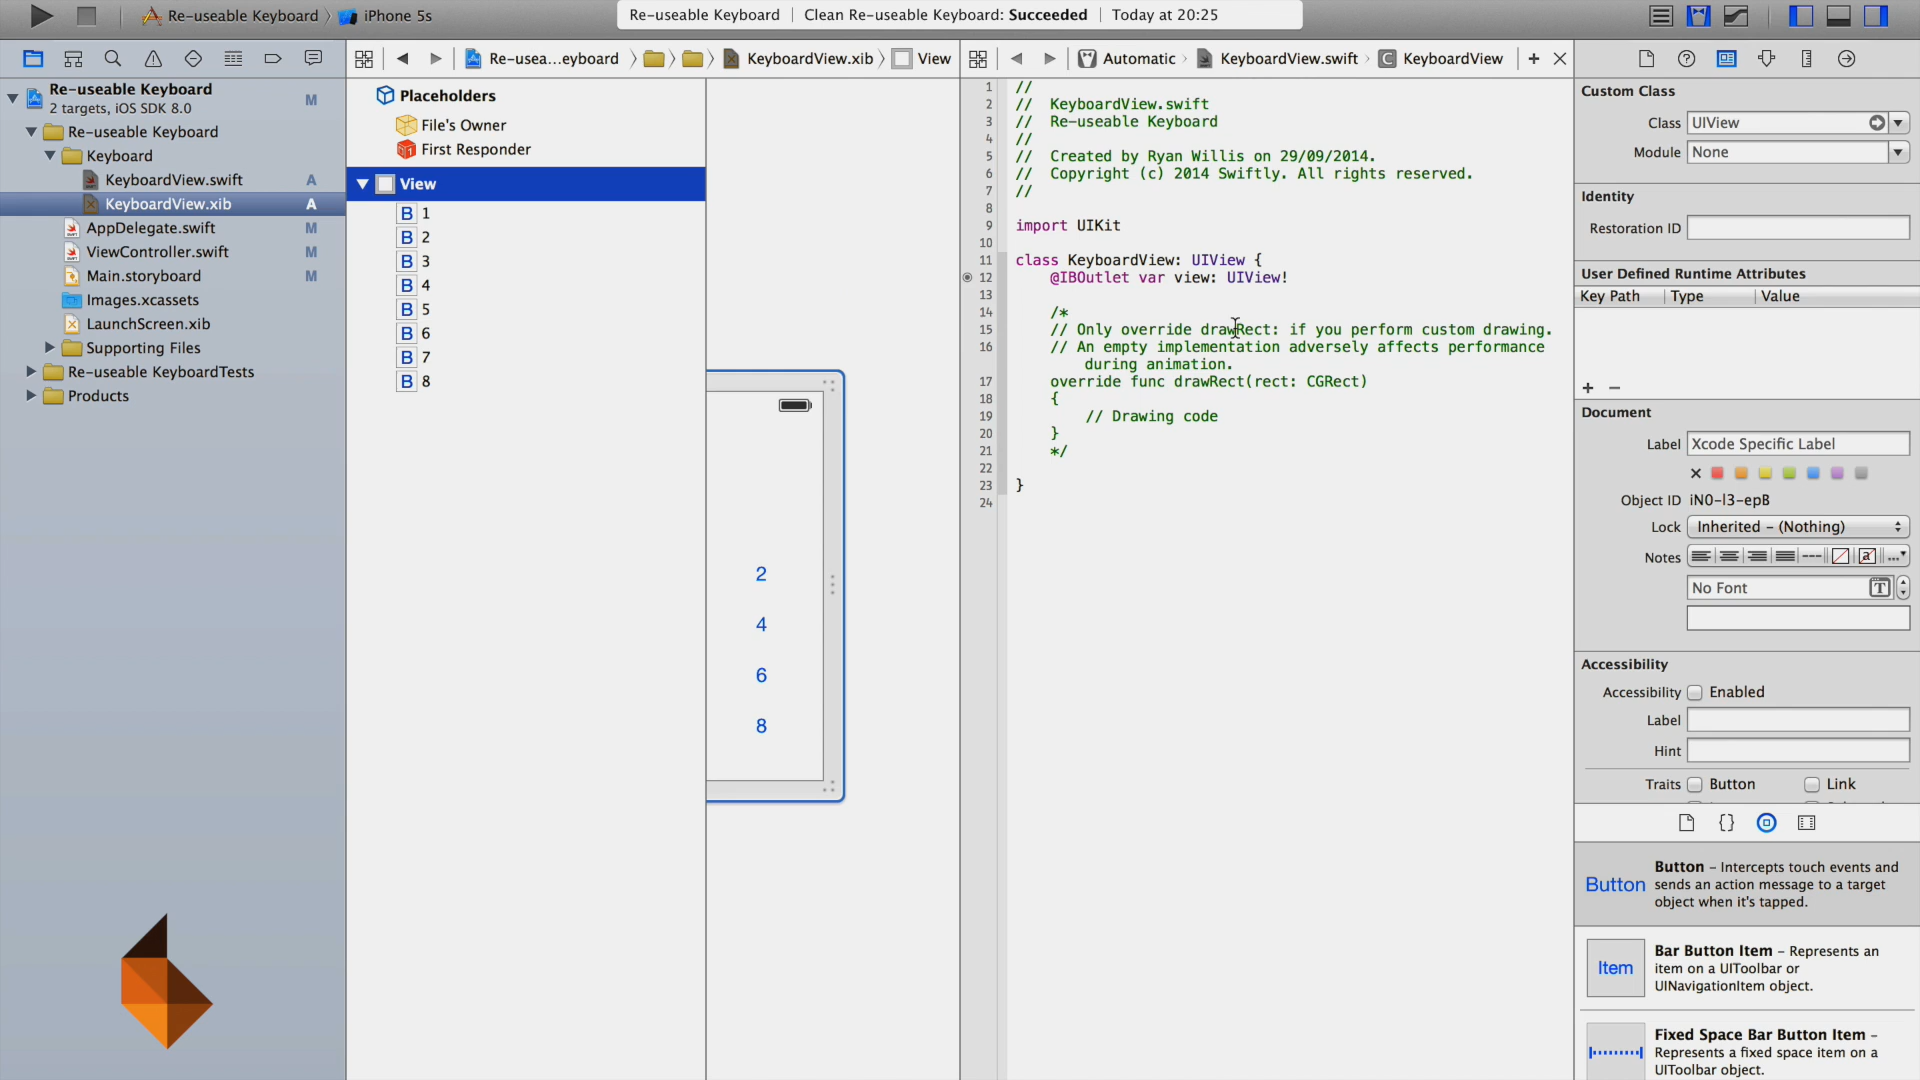 Re-useable Keyboard iPhone 5s
Re-useable Keyboard Clean Re-useable Keyboard: Succeeded Today at 20:25
Re-usea...eyboard KeyboardView.xib View
Automatic KeyboardView.swift C KeyboardView
Re-useable Keyboard
2 targets, iOS SDK 8.0
M
Re-useable Keyboard
Keyboard
KeyboardView.swift A
KeyboardView.xib A
AppDelegate.swift M
ViewController.swift M
Main.storyboard M
Images.xcassets
LaunchScreen.xib
Supporting Files
Re-useable KeyboardTests
Products
Placeholders
File's Owner
First Responder
View
B 1
B 2
B 3
B 4
B 5
B 6
B 7
B 8
2
4
6
8
1 //
2 // KeyboardView.swift
3 // Re-useable Keyboard
4 //
5 // Created by Ryan Willis on 29/09/2014.
6 // Copyright (c) 2014 Swiftly. All rights reserved.
7 //
8
9 import UIKit
10
11 class KeyboardView: UIView {
12 @IBOutlet var view: UIView!
13
14 /*
15 // Only override drawRect: if you perform custom drawing.
16 // An empty implementation adversely affects performance
during animation.
17 override func drawRect(rect: CGRect)
18 {
19 // Drawing code
20 }
21 */
22
23 }
24
Custom Class
Class UIView
Module None
Identity
Restoration ID
User Defined Runtime Attributes
Key Path Type Value
+ −
Document
Label Xcode Specific Label
Object ID iN0-l3-epB
Lock Inherited - (Nothing)
Notes
No Font T
Accessibility
Accessibility Enabled
Label
Hint
Traits Button Link
{}
Button
Button - Intercepts touch events and
sends an action message to a target
object when it's tapped.
Item
Bar Button Item - Represents an
item on a UIToolbar or
UINavigationItem object.
Fixed Space Bar Button Item -
Represents a fixed space item on a
UIToolbar object.